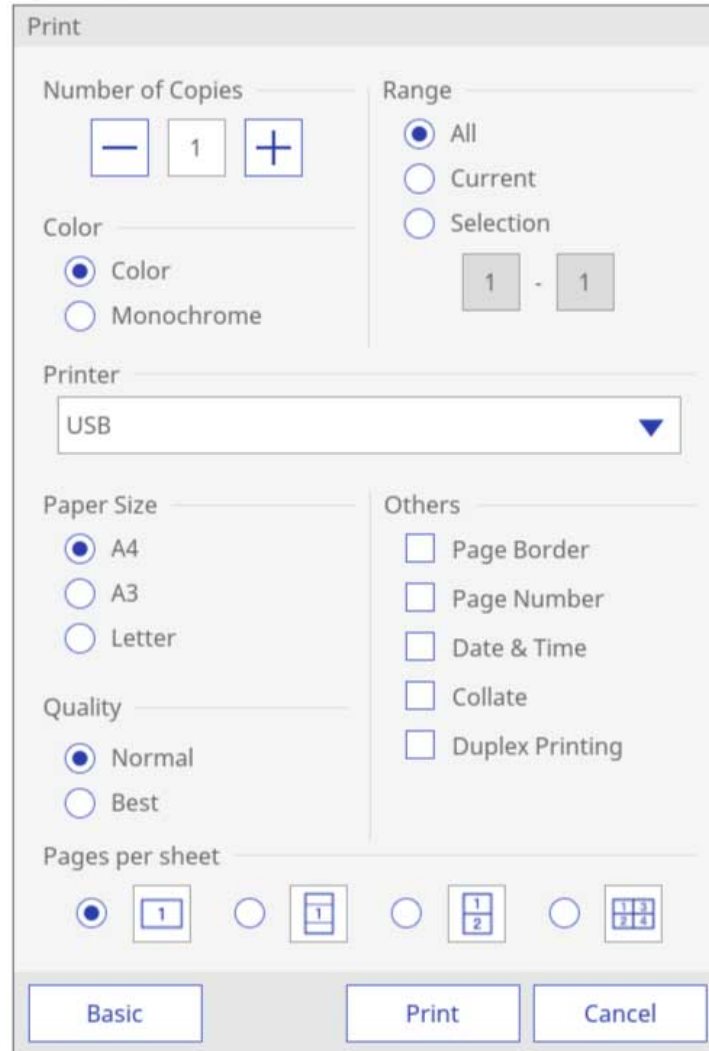 Print
Number of Copies
1
Color
Color
Monochrome
Range
All
Current
Selection
1 - 1
Printer
USB
Paper Size
A4
A3
Letter
Quality
Normal
Best
Others
Page Border
Page Number
Date & Time
Collate
Duplex Printing
Pages per sheet
1
1
1
2
1 3
2 4
Basic
Print
Cancel